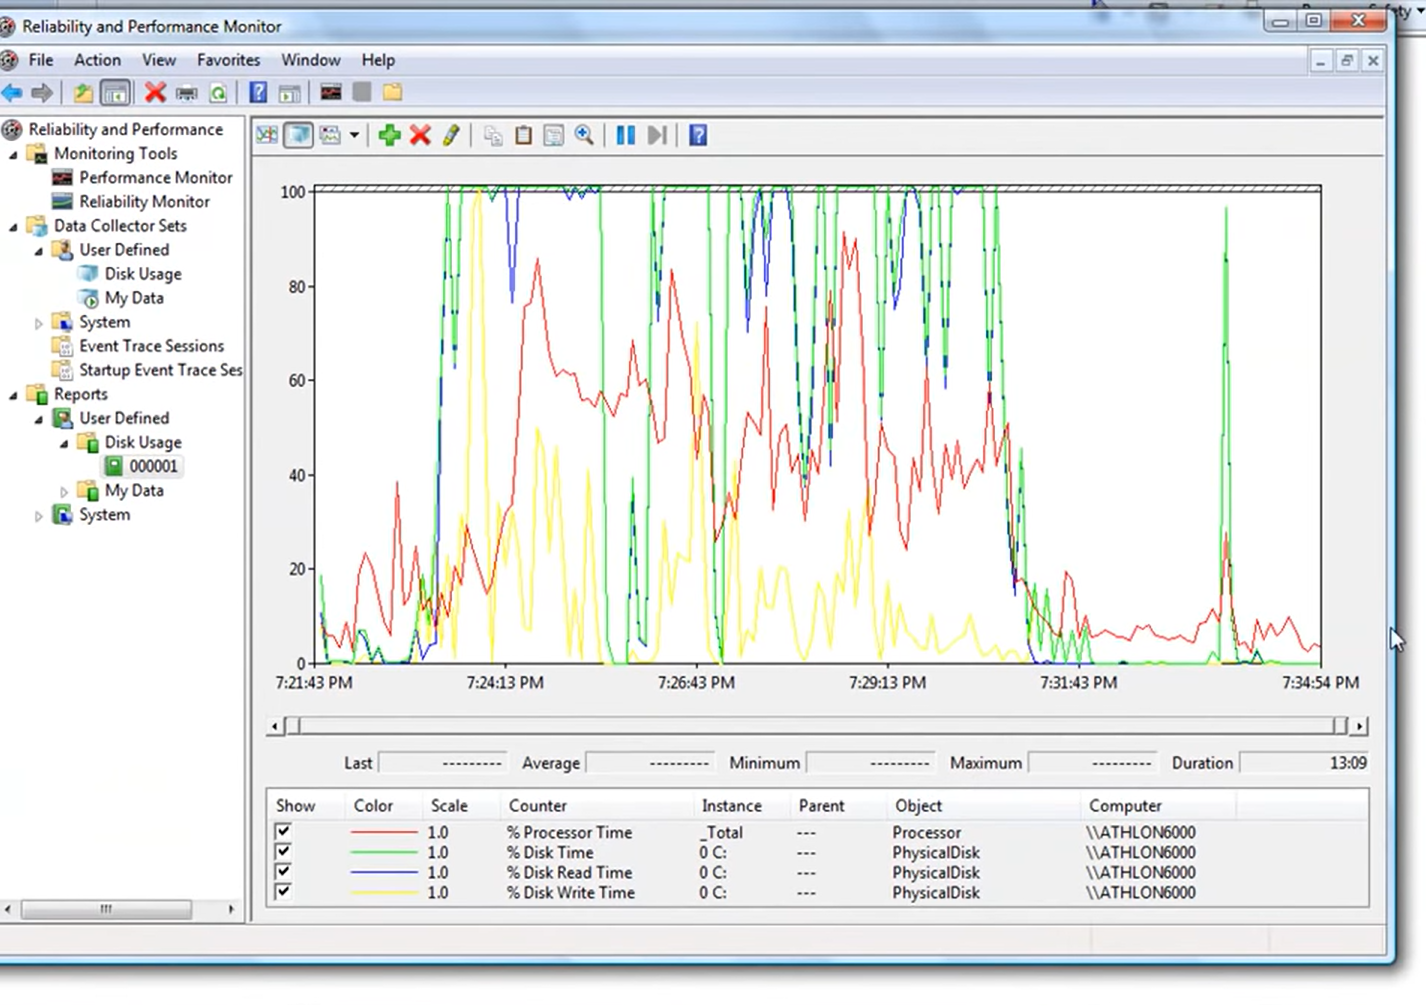 Reliability and Performance Monitor
File Action View Favorites Window Help
Reliability and Performance
Monitoring Tools
Performance Monitor
Reliability Monitor
Data Collector Sets
User Defined
Disk Usage
My Data
System
Event Trace Sessions
Startup Event Trace Ses
Reports
User Defined
Disk Usage
000001
My Data
System
100
80
60
40
20
0
7:21:43 PM 7:24:13 PM 7:26:43 PM 7:29:13 PM 7:31:43 PM 7:34:54 PM
Last --------- Average --------- Minimum --------- Maximum --------- Duration 13:09
Show Color Scale Counter Instance Parent Object Computer
1.0 % Processor Time _Total --- Processor \\ATHLON6000
1.0 % Disk Time 0 C: --- PhysicalDisk \\ATHLON6000
1.0 % Disk Read Time 0 C: --- PhysicalDisk \\ATHLON6000
1.0 % Disk Write Time 0 C: --- PhysicalDisk \\ATHLON6000